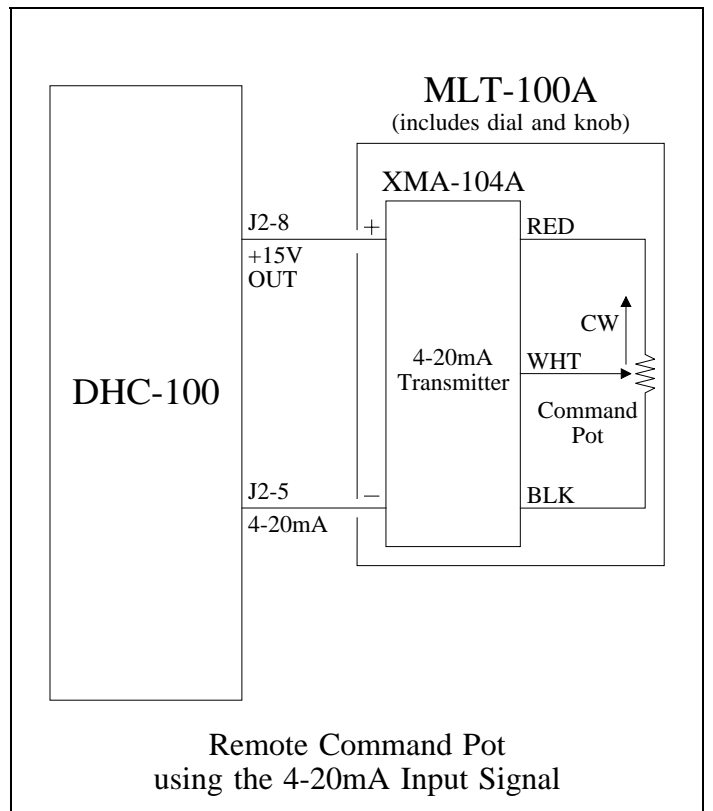 MLT-100A
(includes dial and knob)
XMA-104A
J2-8
+15V
OUT
+
RED
CW
WHT
4-20mA
Transmitter
Command
Pot
DHC-100
J2-5
4-20mA
−
BLK
Remote Command Pot
using the 4-20mA Input Signal